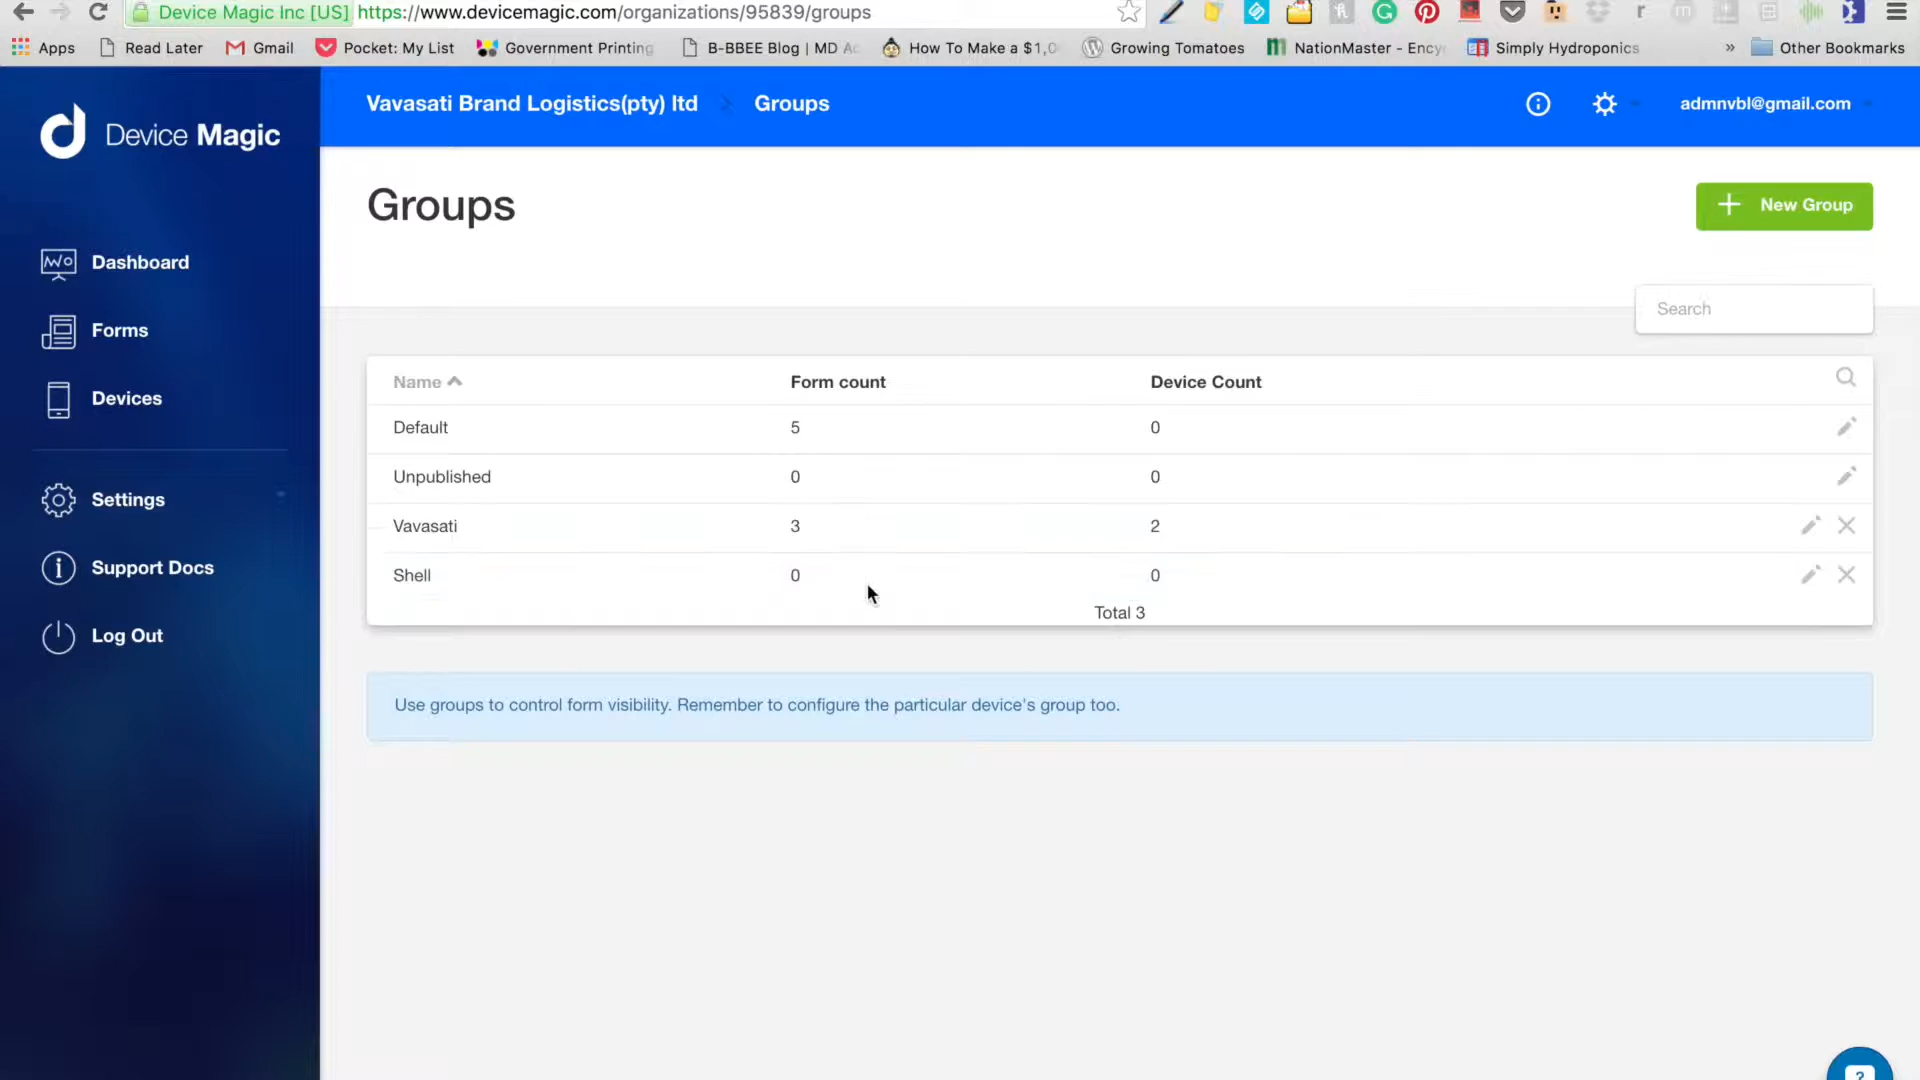 Device Magic Inc [US] https://www.devicemagic.com/organizations/95839/groups
Apps Read Later Gmail Pocket: My List Government Printing B-BBEE Blog | MD A How To Make a $1,0 Growing Tomatoes NationMaster - Ency Simply Hydroponics » Other Bookmarks
Device Magic
Vavasati Brand Logistics(pty) ltd Groups admnvbl@gmail.com
Groups
New Group
Dashboard
Forms
Devices
Settings
Support Docs
Log Out
Search
Name Form count Device Count
Default 5 0
Unpublished 0 0
Vavasati 3 2
Shell 0 0
Total 3
Use groups to control form visibility. Remember to configure the particular device's group too.